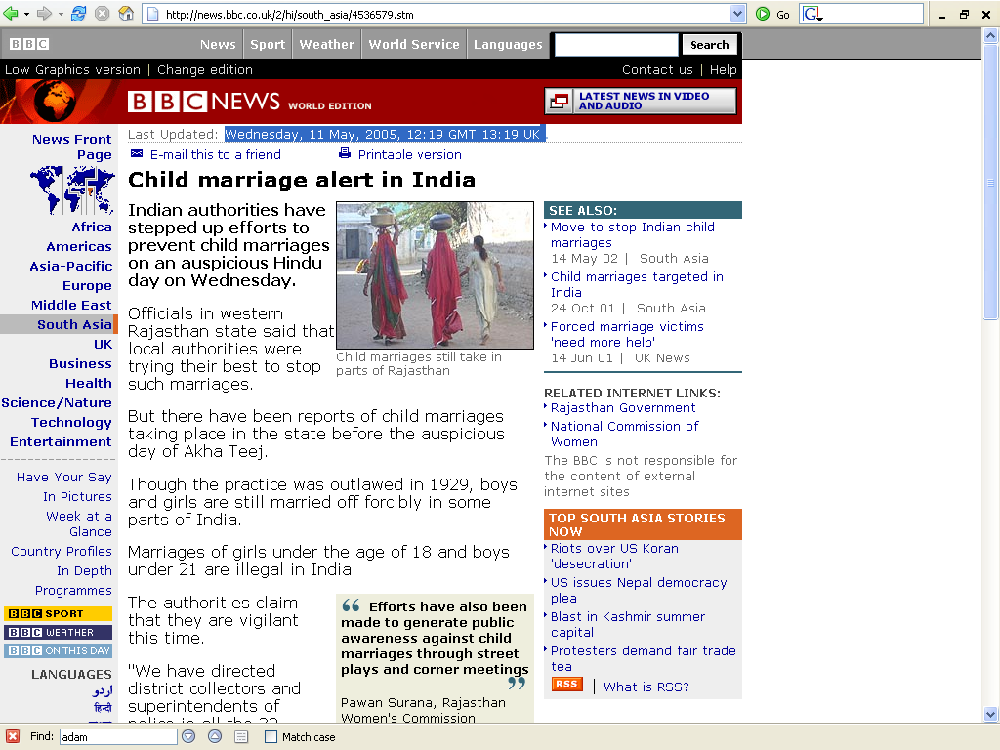 http://news.bbc.co.uk/2/hi/south_asia/4536579.stm
Go
G
BBC
News
Sport
Weather
World Service
Languages
Search
Low Graphics version | Change edition
Contact us | Help
BBC NEWS WORLD EDITION
LATEST NEWS IN VIDEO
AND AUDIO
News Front
Page
Africa
Americas
Asia-Pacific
Europe
Middle East
South Asia
UK
Business
Health
Science/Nature
Technology
Entertainment
Have Your Say
In Pictures
Week at a
Glance
Country Profiles
In Depth
Programmes
BBC SPORT
BBC WEATHER
BBC ON THIS DAY
LANGUAGES
اردو
हिन्दी
Last Updated: Wednesday, 11 May, 2005, 12:19 GMT 13:19 UK
E-mail this to a friend
Printable version
Child marriage alert in India
Indian authorities have
stepped up efforts to
prevent child marriages
on an auspicious Hindu
day on Wednesday.
Child marriages still take in
parts of Rajasthan
Officials in western
Rajasthan state said that
local authorities were
trying their best to stop
such marriages.
But there have been reports of child marriages
taking place in the state before the auspicious
day of Akha Teej.
Though the practice was outlawed in 1929, boys
and girls are still married off forcibly in some
parts of India.
Marriages of girls under the age of 18 and boys
under 21 are illegal in India.
The authorities claim
that they are vigilant
this time.
"We have directed
district collectors and
superintendents of
police in all the 32
“ Efforts have also been
made to generate public
awareness against child
marriages through street
plays and corner meetings
”
Pawan Surana, Rajasthan
Women's Commission
SEE ALSO:
Move to stop Indian child
marriages
14 May 02 | South Asia
Child marriages targeted in
India
24 Oct 01 | South Asia
Forced marriage victims
'need more help'
14 Jun 01 | UK News
RELATED INTERNET LINKS:
Rajasthan Government
National Commission of
Women
The BBC is not responsible for
the content of external
internet sites
TOP SOUTH ASIA STORIES
NOW
Riots over US Koran
'desecration'
US issues Nepal democracy
plea
Blast in Kashmir summer
capital
Protesters demand fair trade
tea
RSS | What is RSS?
Find: adam
Match case